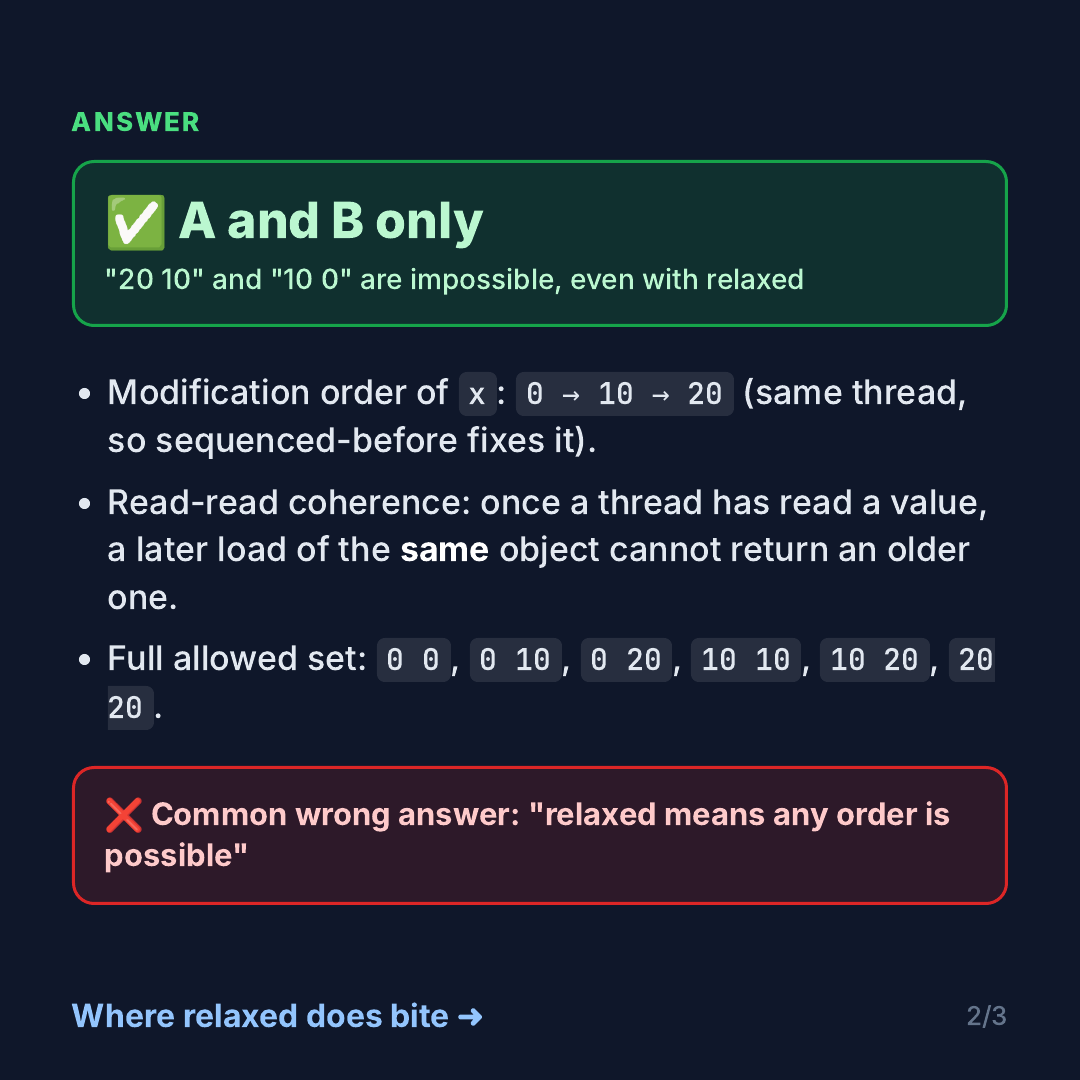 ANSWER
✅ A and B only
"20 10" and "10 0" are impossible, even with relaxed
• Modification order of x: 0 → 10 → 20 (same thread,
so sequenced-before fixes it).
• Read-read coherence: once a thread has read a value,
a later load of the same object cannot return an older
one.
• Full allowed set: 0 0, 0 10, 0 20, 10 10, 10 20, 20
20.
❌ Common wrong answer: "relaxed means any order is
possible"
Where relaxed does bite ➜
2/3